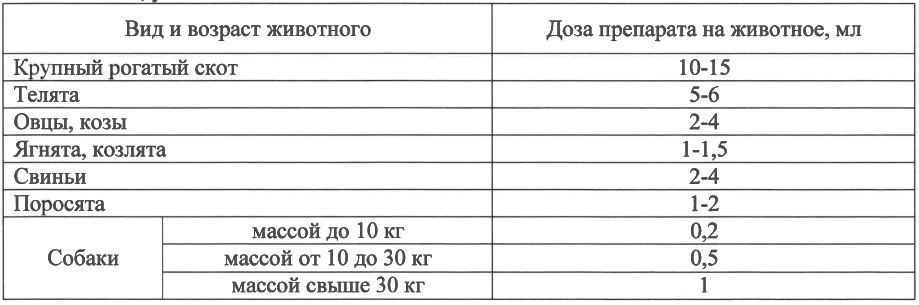 Вид и возраст животного Доза препарата на животное, мл
Крупный рогатый скот 10-15
Телята 5-6
Овцы, козы 2-4
Ягнята, козлята 1-1,5
Свиньи 2-4
Поросята 1-2
Собаки массой до 10 кг 0,2
массой от 10 до 30 кг 0,5
массой свыше 30 кг 1